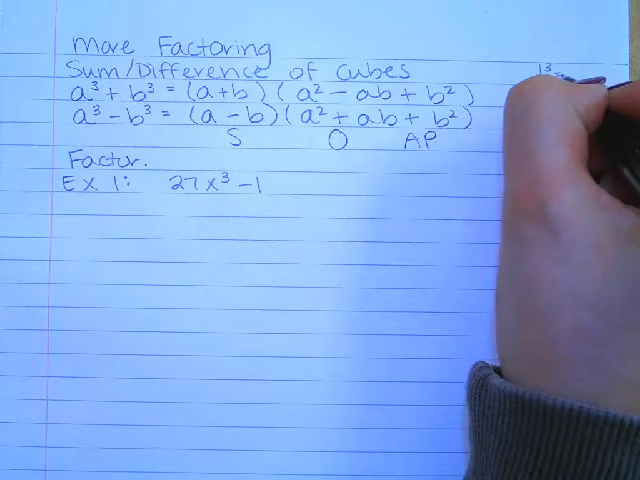 More Factoring
Sum/Difference of Cubes
1³=
a³ + b³ = (a+b)(a² - ab + b²)
a³ - b³ = (a - b)(a² + ab + b²)
S O AP
Factor.
Ex 1: 27x³ - 1